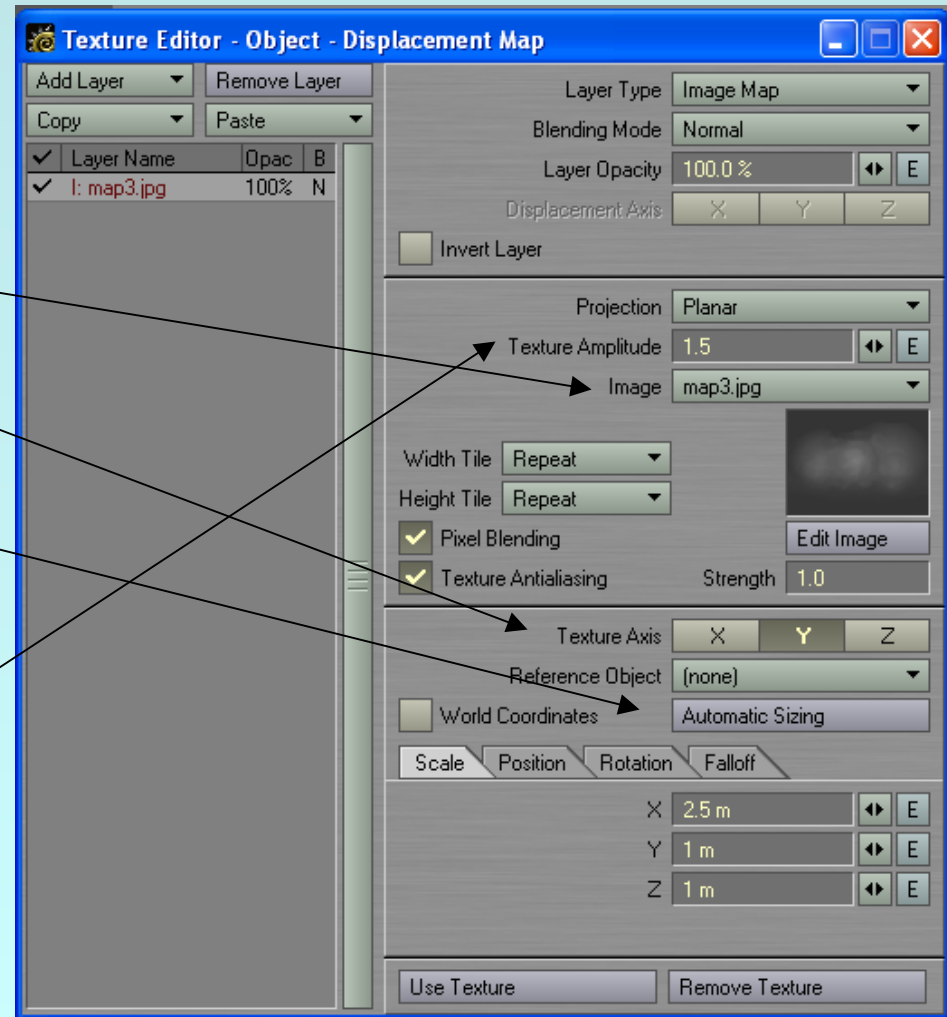 Texture Editor - Object - Displacement Map
Add Layer Remove Layer
Copy Paste
Layer Name Opac B
I: map3.jpg 100% N
Layer Type Image Map
Blending Mode Normal
Layer Opacity 100.0 % E
Displacement Axis X Y Z
Invert Layer
Projection Planar
Texture Amplitude 1.5 E
Image map3.jpg
Width Tile Repeat
Height Tile Repeat
Pixel Blending Edit Image
Texture Antialiasing Strength 1.0
Texture Axis X Y Z
Reference Object (none)
World Coordinates Automatic Sizing
Scale Position Rotation Falloff
X 2.5 m E
Y 1 m E
Z 1 m E
Use Texture Remove Texture